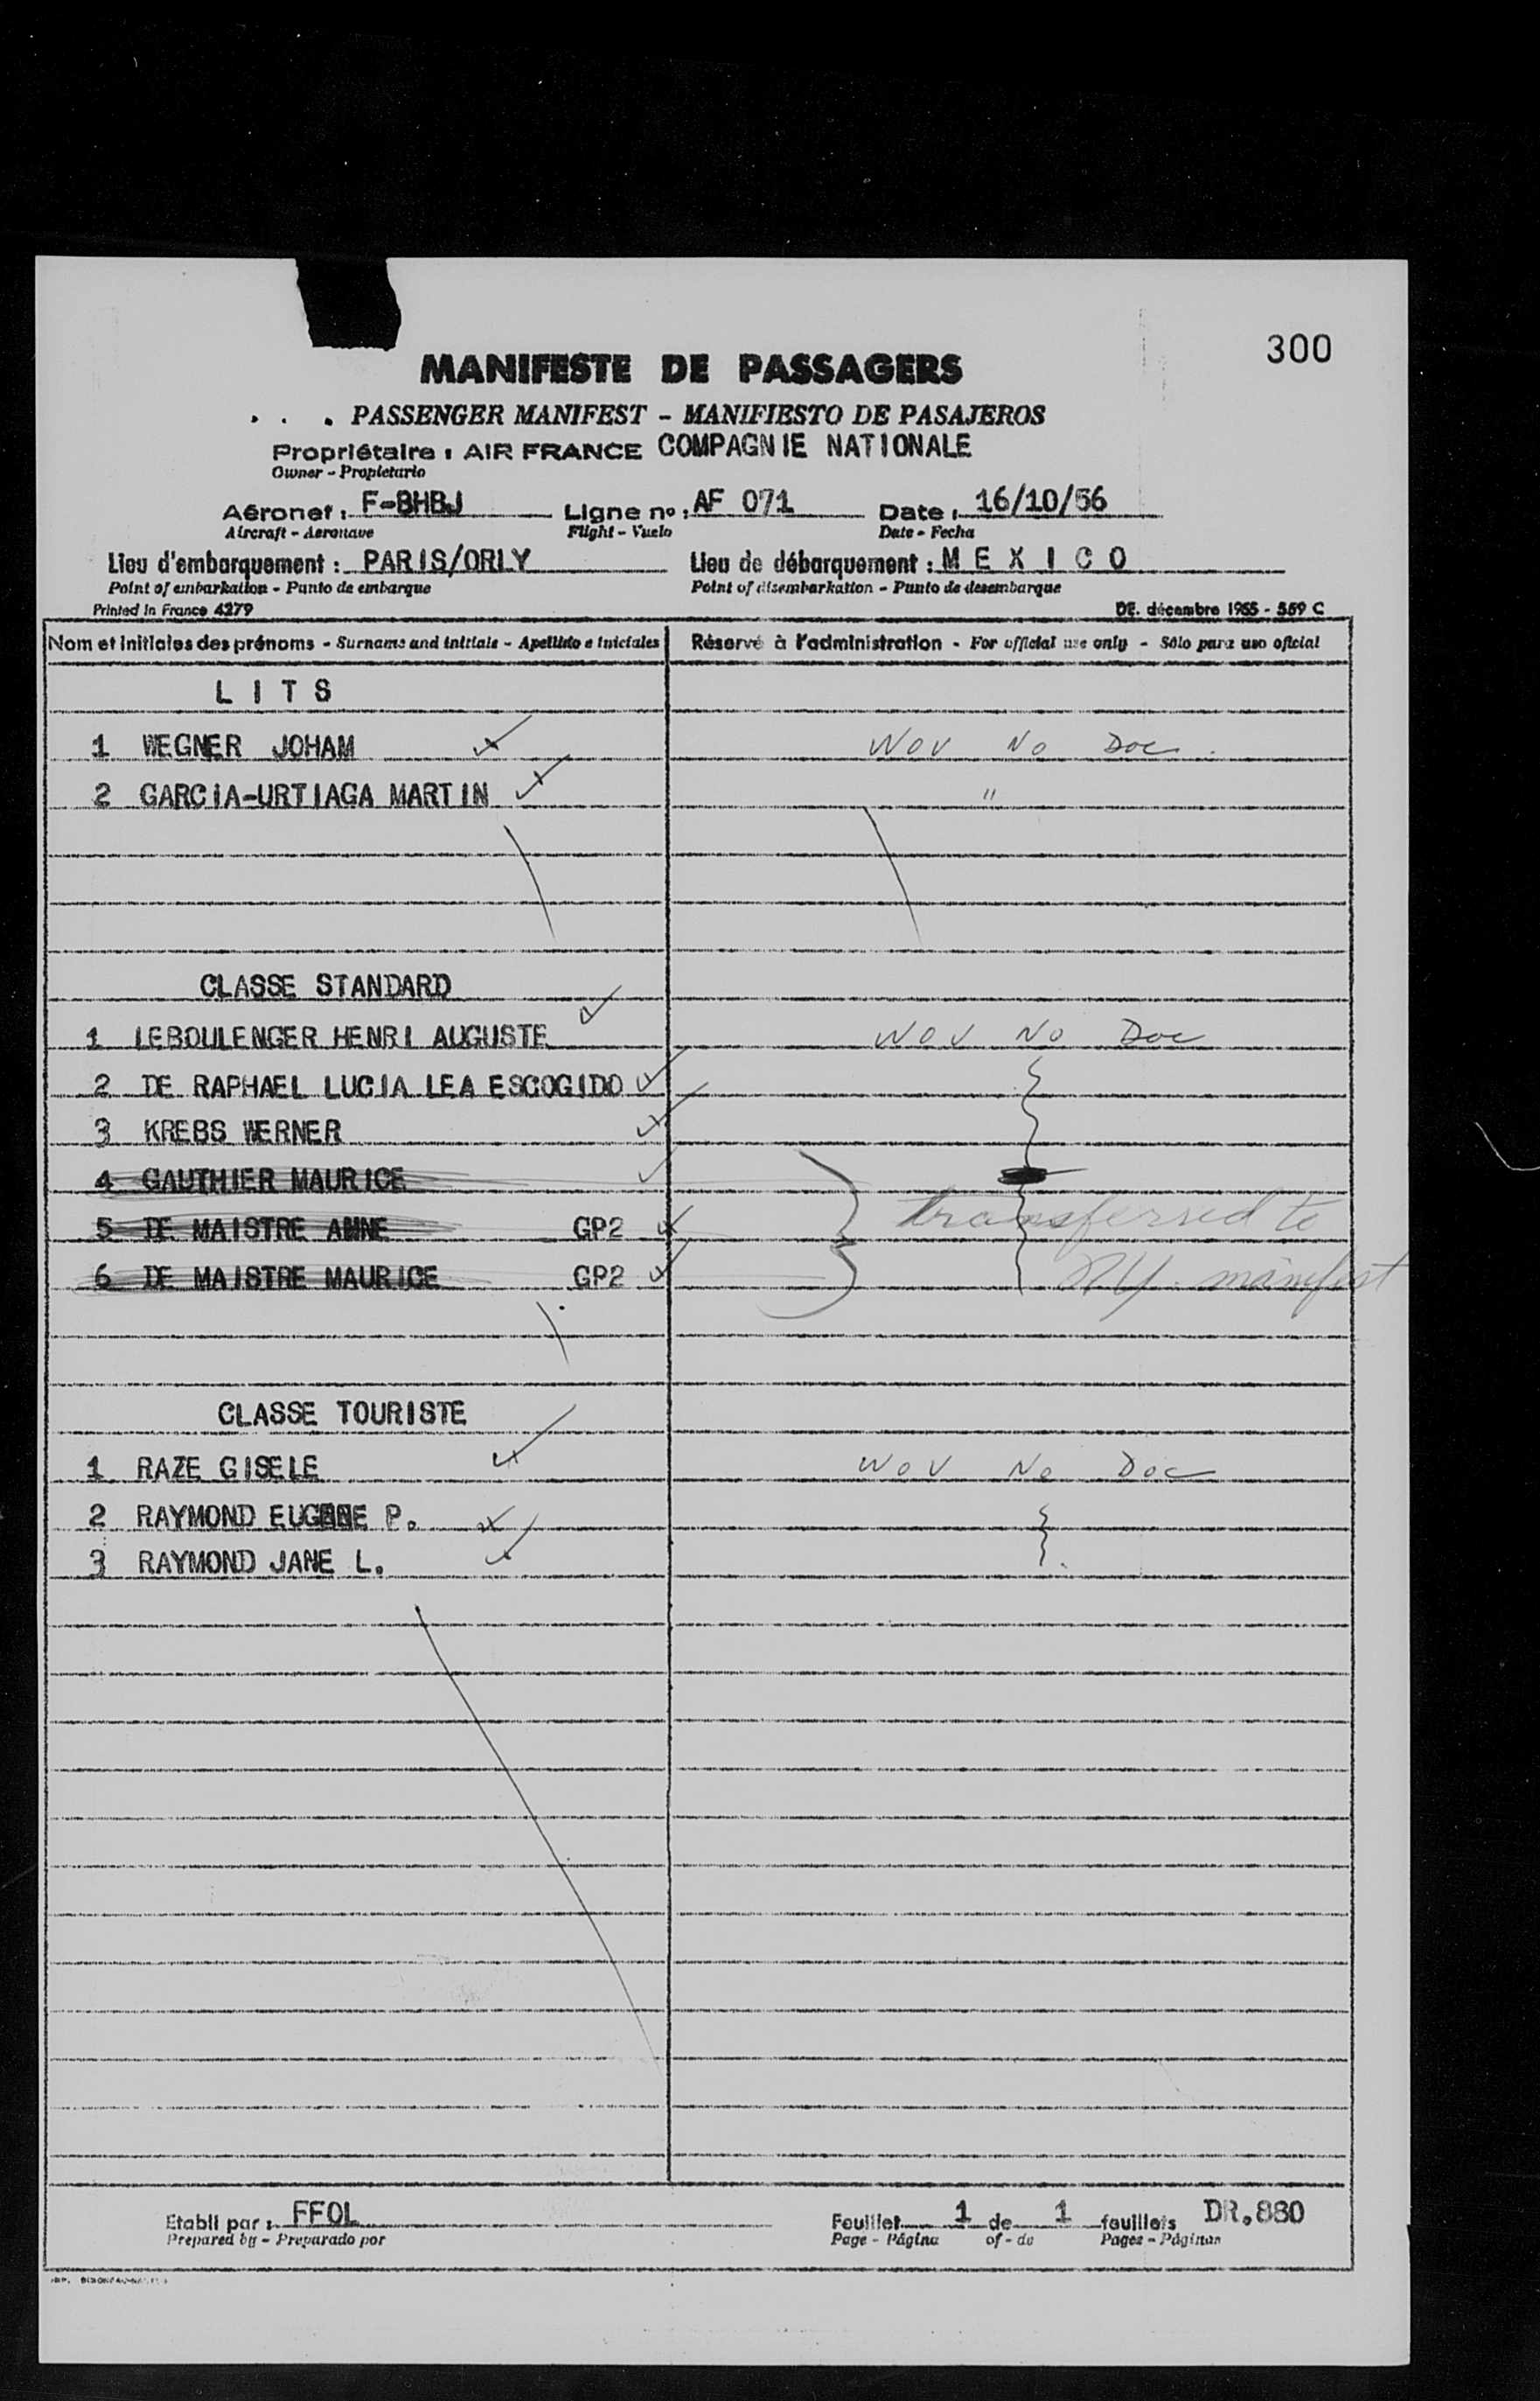 300
MANIFESTE DE PASSAGERS
. . . PASSENGER MANIFEST - MANIFIESTO DE PASAJEROS
Propriétaire : AIR FRANCE COMPAGNIE NATIONALE
Owner - Propietario
Aéronef : F-BHBJ Ligne no : AF 071 Date : 16/10/56
Aircraft - Aeronave Flight - Vuelo Date - Fecha
Lieu d'embarquement : PARIS/ORLY Lieu de débarquement : M E X I C O
Point of embarkation - Punto de embarque Point of disembarkation - Punto de desembarque
Printed in France 4279 DE. décembre 1955 - 559 C
Nom et initiales des prénoms - Surname and initials - Apellido e iniciales Réservé à l'administration - For official use only - Sólo para uso oficial
L I T S
1 WEGNER JOHAM WOV No Doc.
2 GARCIA-URTIAGA MARTIN "
CLASSE STANDARD
1 LEBOULENGER HENRI AUGUSTE WOV No Doc
2 DE RAPHAEL LUCIA LEA ESCOGIDO
3 KREBS WERNER
4 GAUTHIER MAURICE
5 DE MAISTRE ANNE GP2 transferred to
6 DE MAISTRE MAURICE GP2 NY. manifest
CLASSE TOURISTE
1 RAZE GISELE WOV No Doc
2 RAYMOND EUGENE P.
3 RAYMOND JANE L.
Etabli par : FFOL Feuillet 1 de 1 feuillets DR.880
Prepared by - Preparado por Page - Página of - de Pages - Páginas